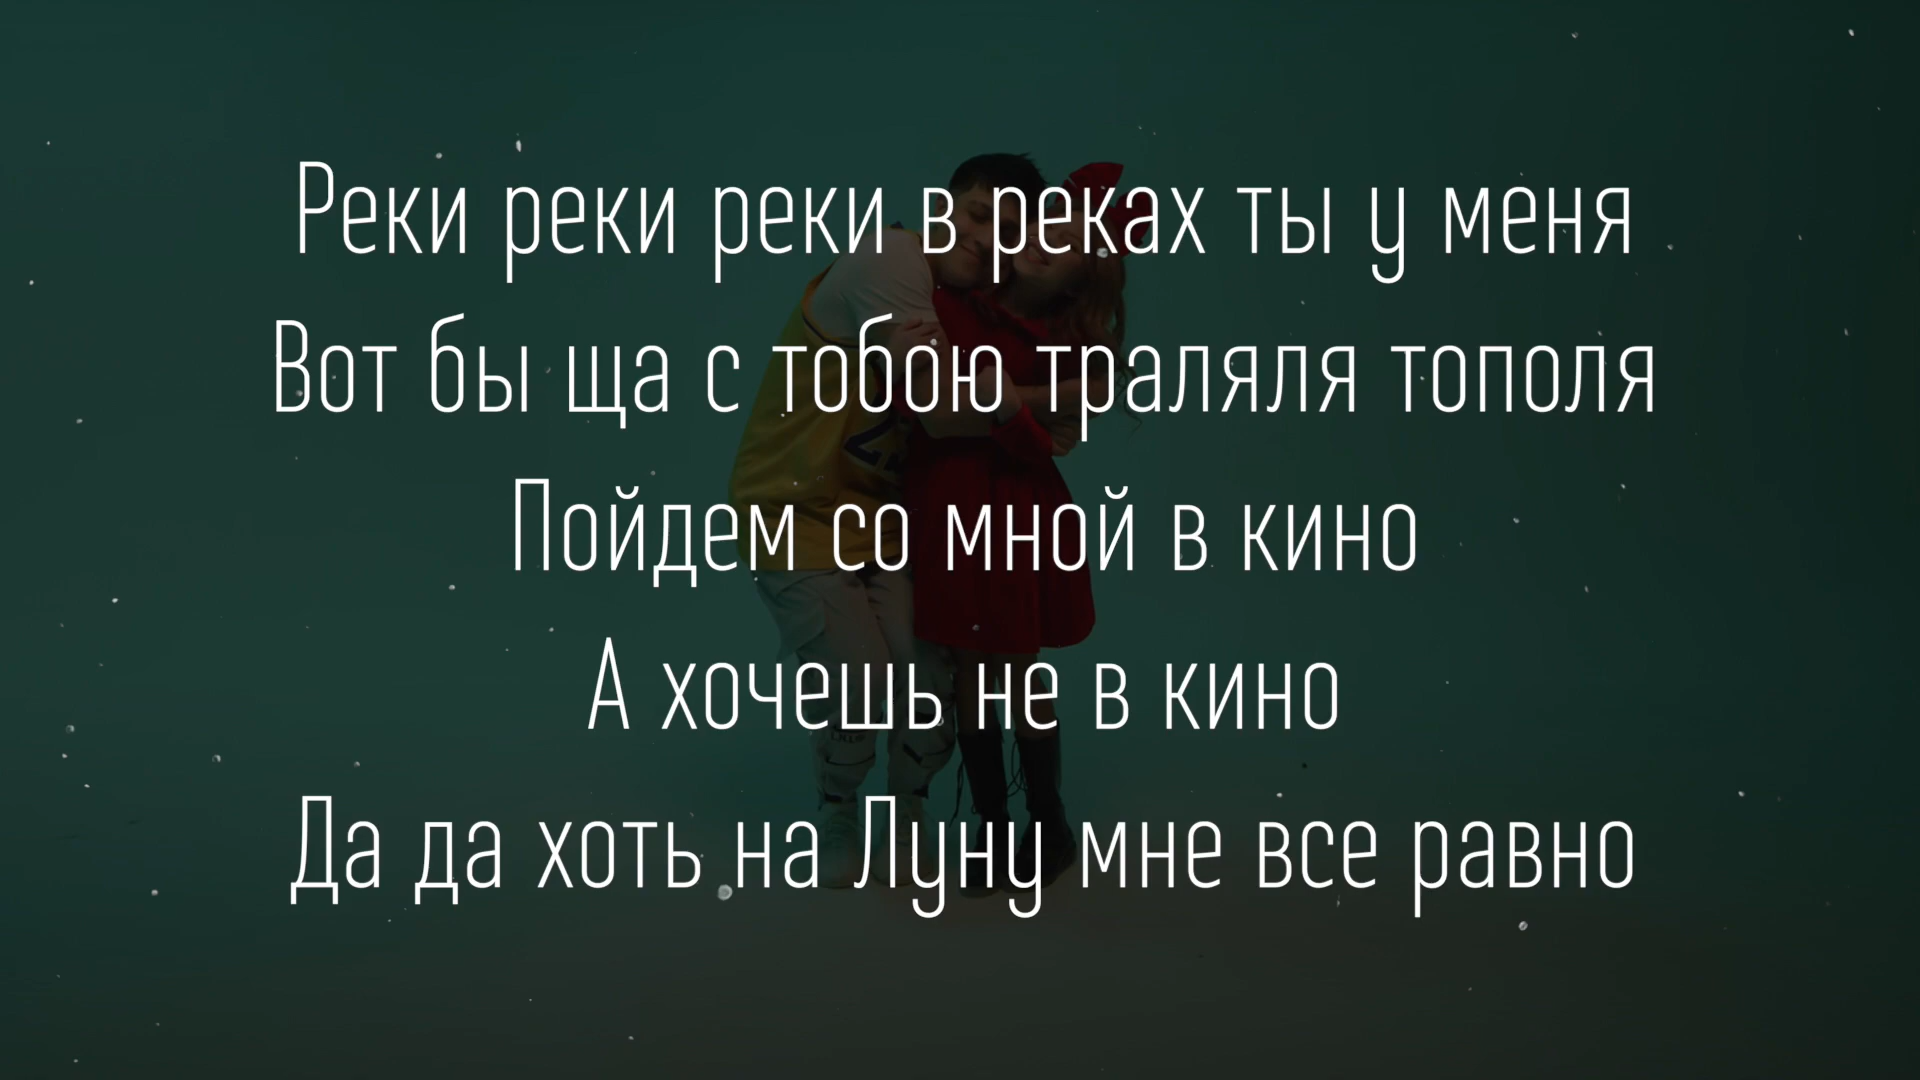 Реки реки реки в реках ты у меня
Вот бы ща с тобою траляля тополя
Пойдем со мной в кино
А хочешь не в кино
Да да хоть на Луну мне все равно